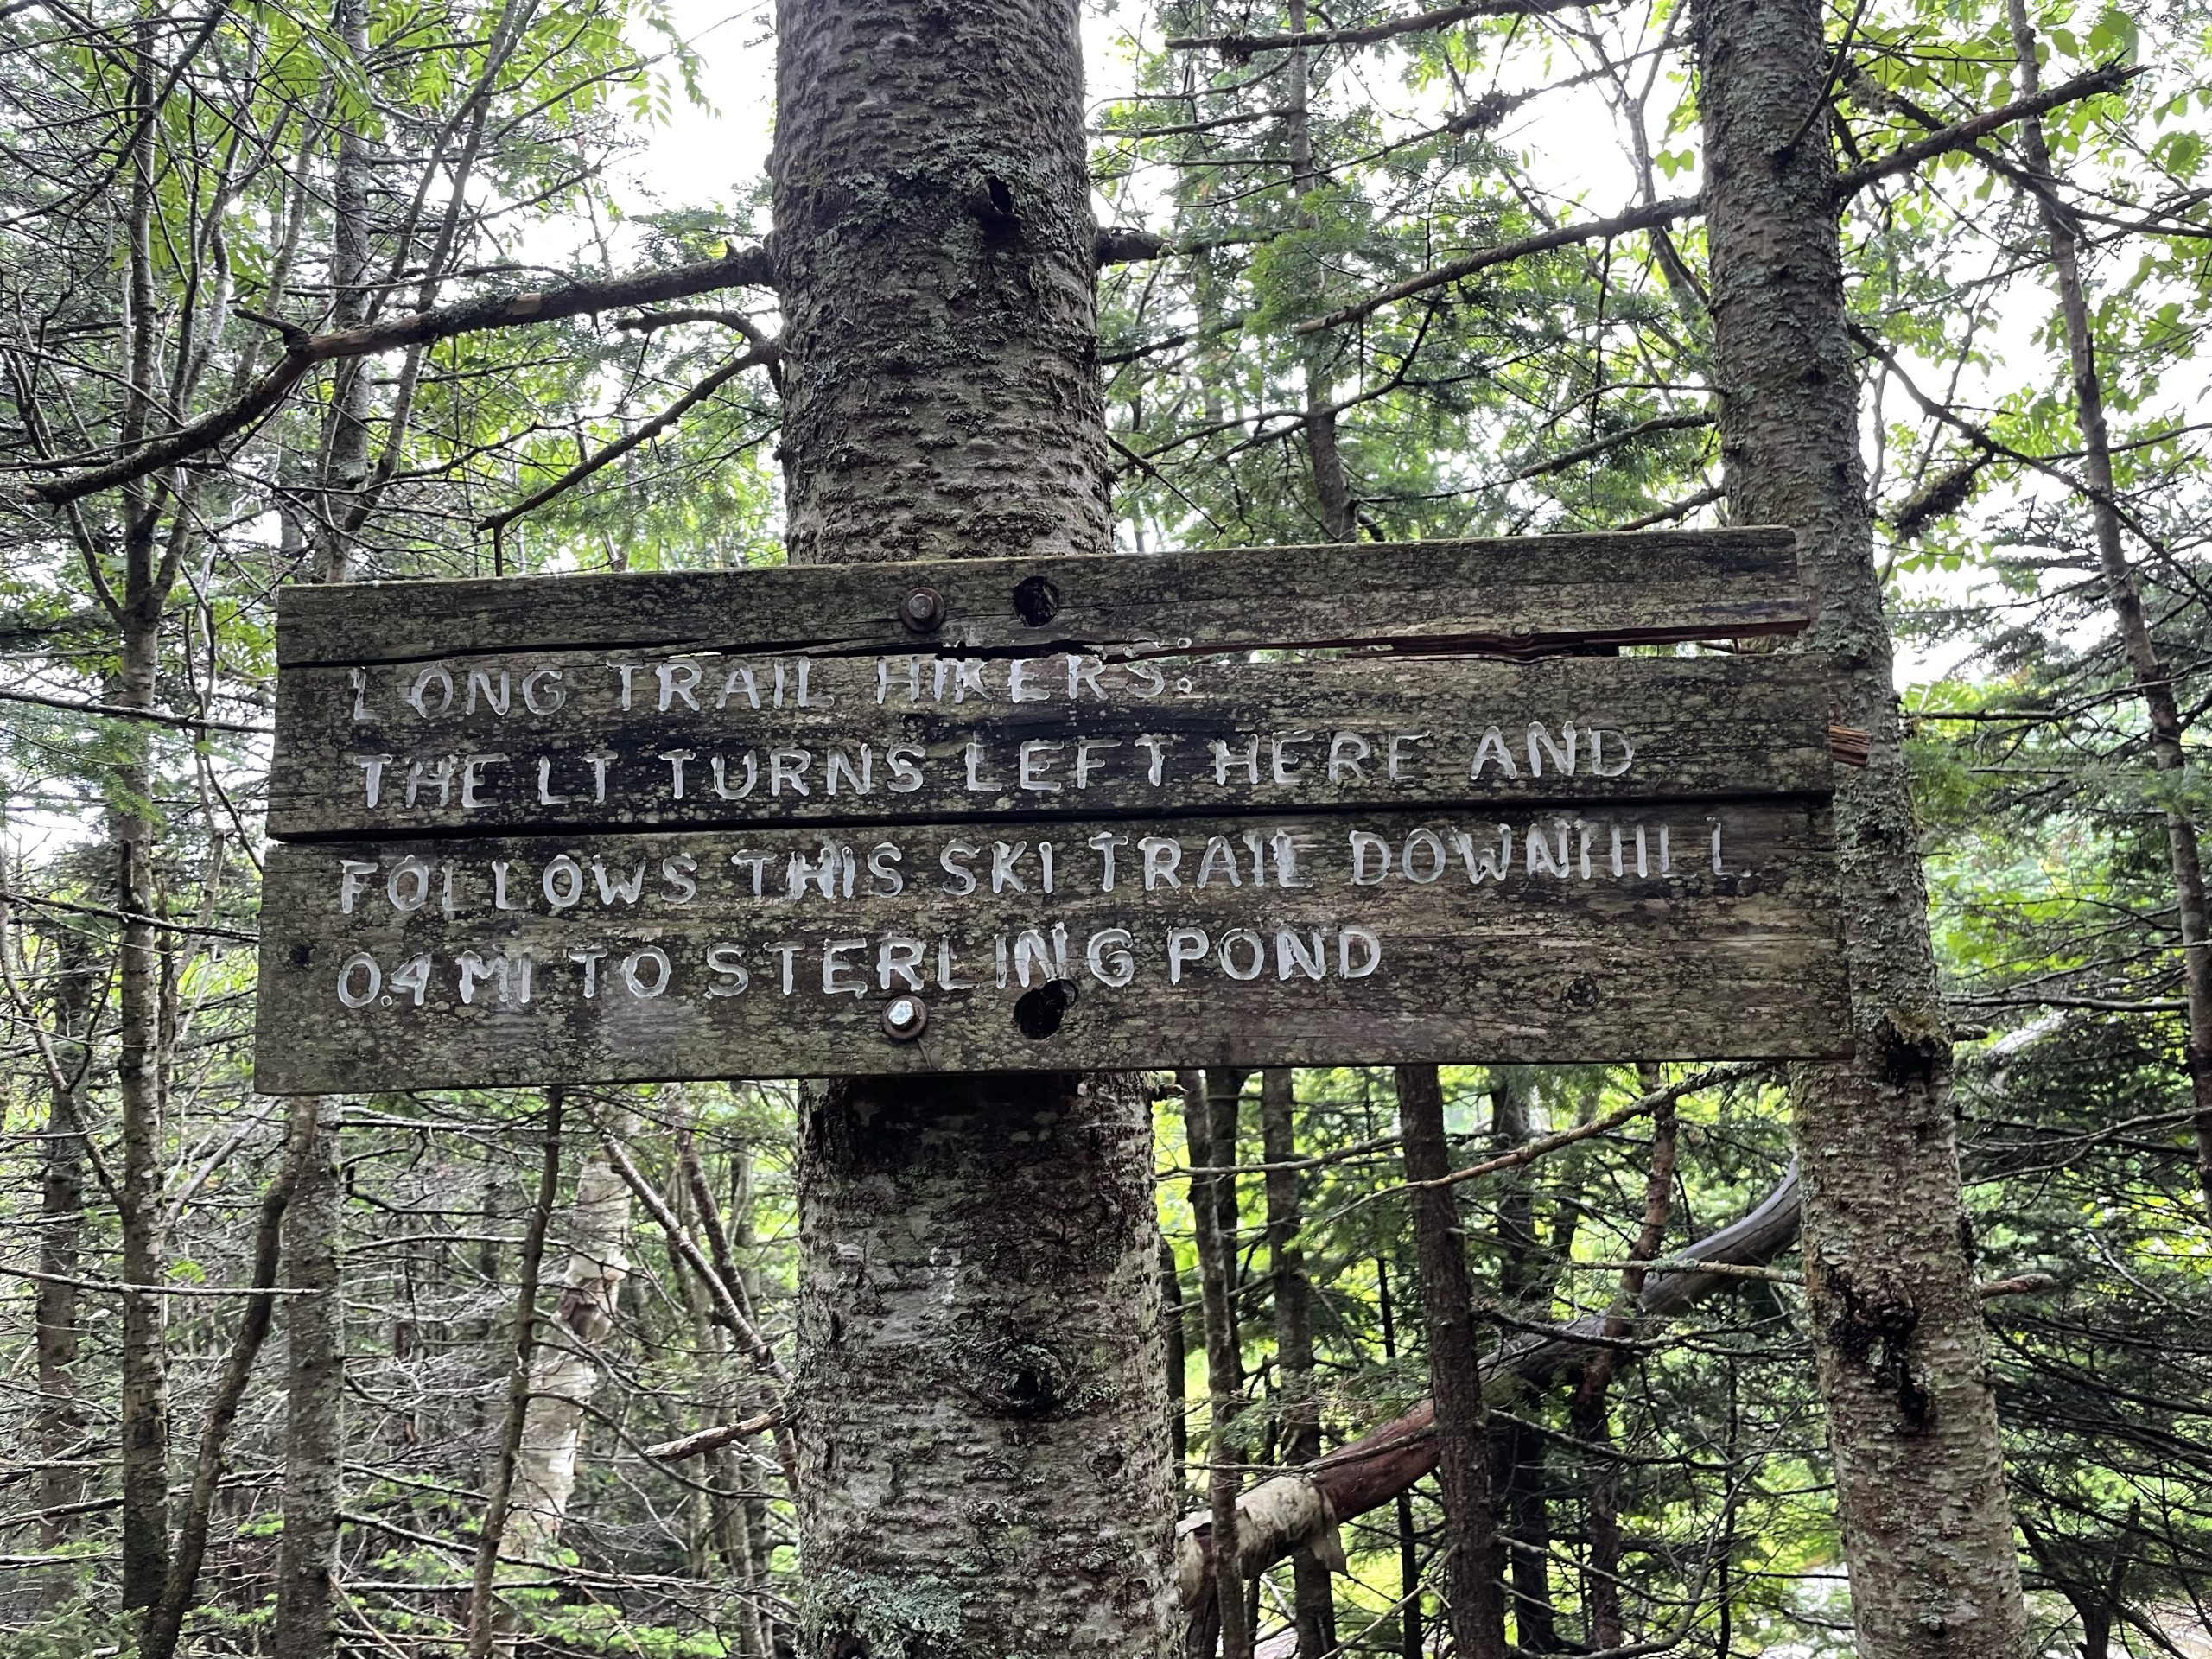 LONG TRAIL HIKERS:
THE LT TURNS LEFT HERE AND
FOLLOWS THIS SKI TRAIL DOWNHILL
0.4 MI TO STERLING POND